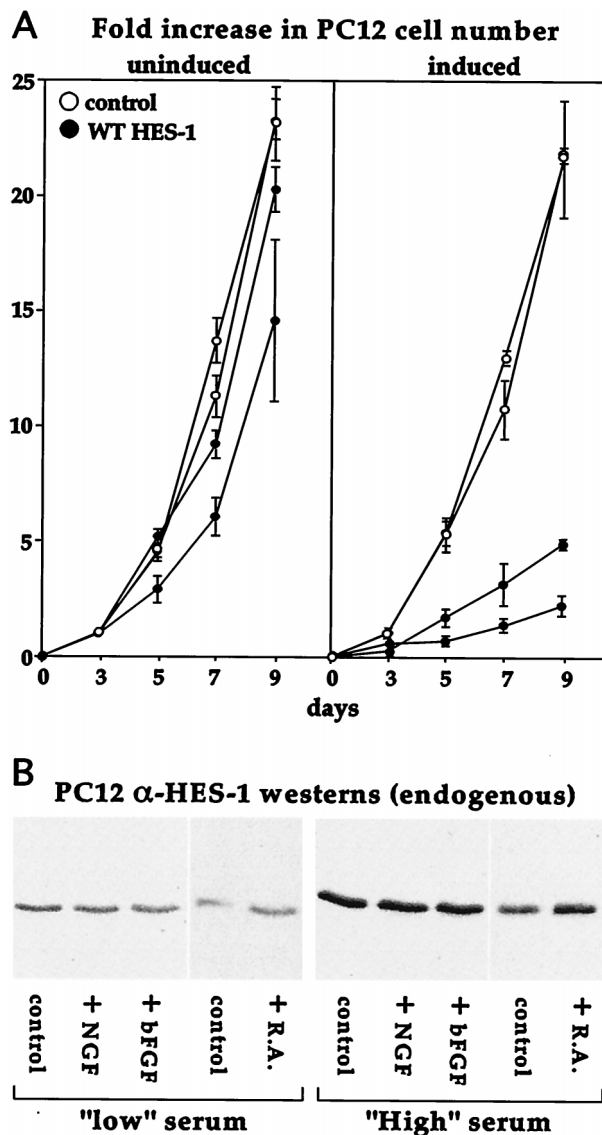 A
Fold increase in PC12 cell number
uninduced
induced
control
WT HES-1
25
20
15
10
5
0
0 3 5 7 9
0 3 5 7 9
days
B
PC12 α-HES-1 westerns (endogenous)
control
+ NGF
+ bFGF
control
+ R.A.
control
+ NGF
+ bFGF
control
+ R.A.
"low" serum
"High" serum